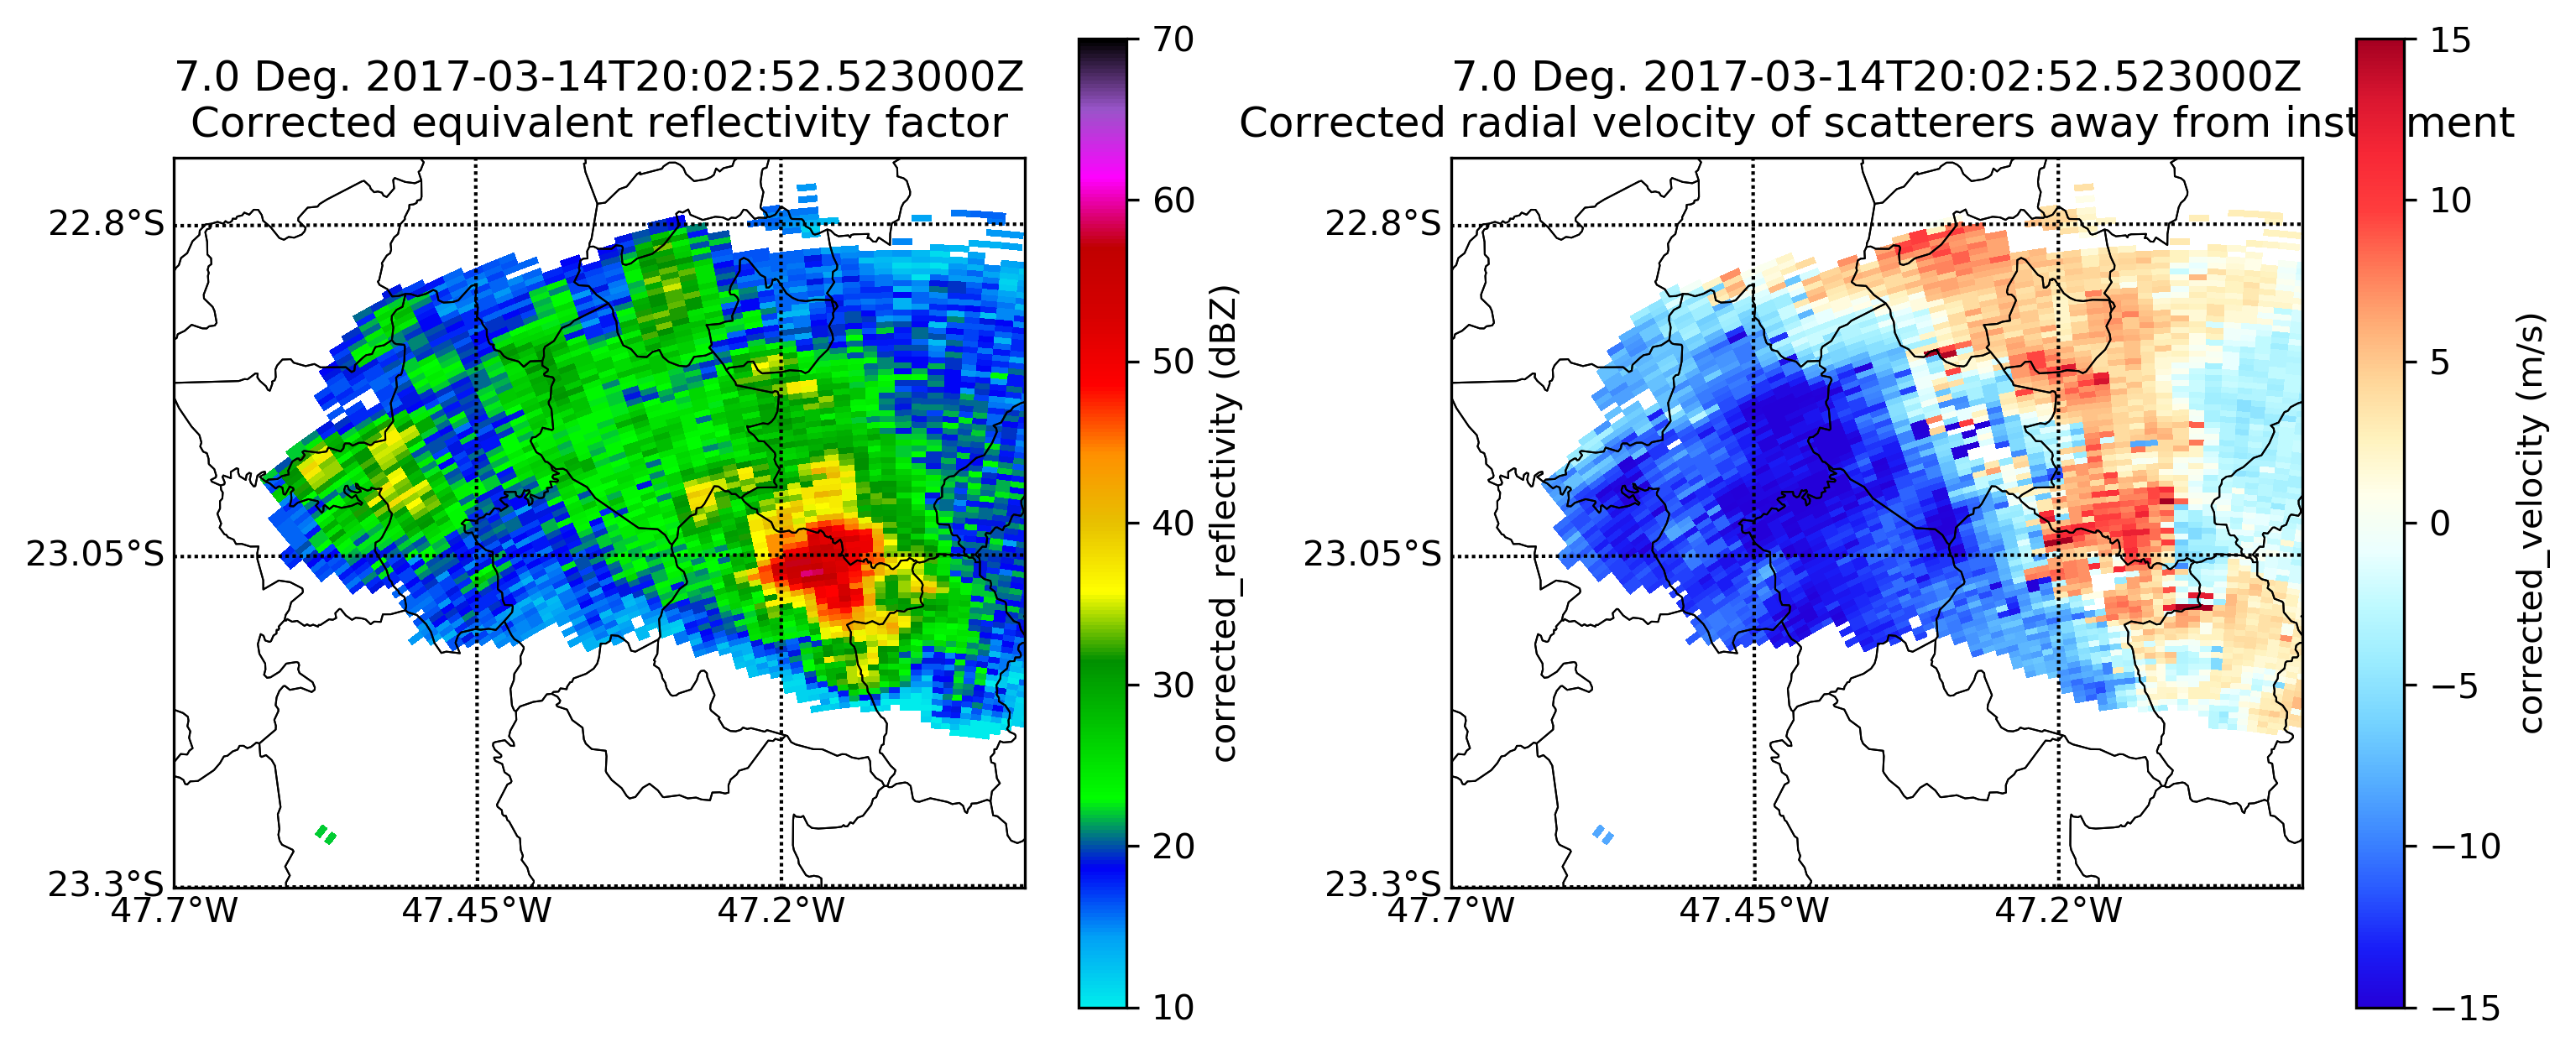 7.0 Deg. 2017-03-14T20:02:52.523000Z
Corrected equivalent reflectivity factor
22.8°S
23.05°S
23.3°S
47.7°W
47.45°W
47.2°W
70
60
50
40
30
20
10
corrected_reflectivity (dBZ)
7.0 Deg. 2017-03-14T20:02:52.523000Z
Corrected radial velocity of scatterers away from inst ment
22.8°S
23.05°S
23.3°S
47.7°W
47.45°W
47.2°W
15
10
5
0
−5
−10
−15
corrected_velocity (m/s)